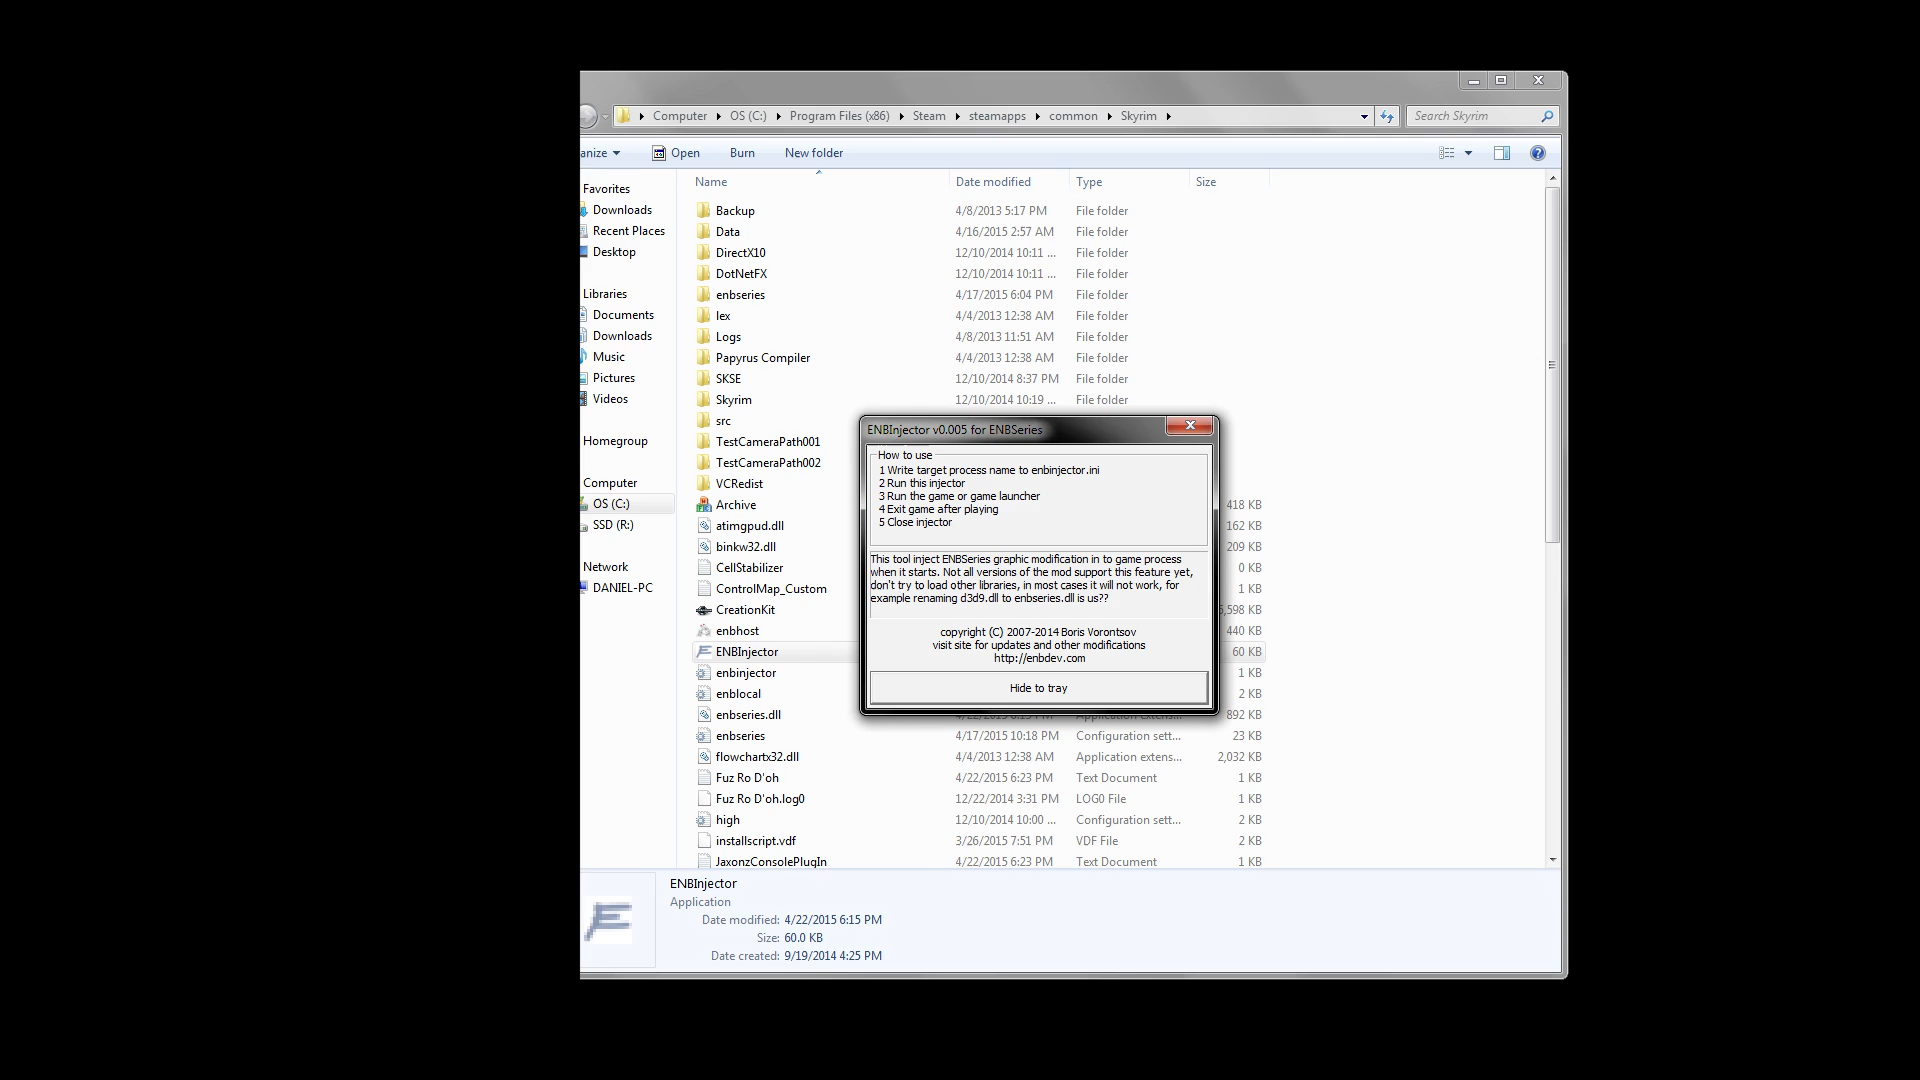 Computer OS (C:) Program Files (x86) Steam steamapps common Skyrim
Search Skyrim
anize Open Burn New folder
Name Date modified Type Size
Favorites
Downloads
Recent Places
Desktop
Libraries
Documents
Downloads
Music
Pictures
Videos
Homegroup
Computer
OS (C:)
SSD (R:)
Network
DANIEL-PC
Backup 4/8/2013 5:17 PM File folder
Data 4/16/2015 2:57 AM File folder
DirectX10 12/10/2014 10:11 ... File folder
DotNetFX 12/10/2014 10:11 ... File folder
enbseries 4/17/2015 6:04 PM File folder
lex 4/4/2013 12:38 AM File folder
Logs 4/8/2013 11:51 AM File folder
Papyrus Compiler 4/4/2013 12:38 AM File folder
SKSE 12/10/2014 8:37 PM File folder
Skyrim 12/10/2014 10:19 ... File folder
src
TestCameraPath001
TestCameraPath002
VCRedist
Archive 418 KB
atimgpud.dll 162 KB
binkw32.dll 209 KB
CellStabilizer 0 KB
ControlMap_Custom 1 KB
CreationKit ,598 KB
enbhost 440 KB
ENBInjector 60 KB
enbinjector 1 KB
enblocal 2 KB
enbseries.dll 892 KB
enbseries 4/17/2015 10:18 PM Configuration sett... 23 KB
flowchartx32.dll 4/4/2013 12:38 AM Application extens... 2,032 KB
Fuz Ro D'oh 4/22/2015 6:23 PM Text Document 1 KB
Fuz Ro D'oh.log0 12/22/2014 3:31 PM LOG0 File 1 KB
high 12/10/2014 10:00 ... Configuration sett... 2 KB
installscript.vdf 3/26/2015 7:51 PM VDF File 2 KB
JaxonzConsolePlugIn 4/22/2015 6:23 PM Text Document 1 KB
ENBInjector v0.005 for ENBSeries
How to use
1 Write target process name to enbinjector.ini
2 Run this injector
3 Run the game or game launcher
4 Exit game after playing
5 Close injector
This tool inject ENBSeries graphic modification in to game process
when it starts. Not all versions of the mod support this feature yet,
don't try to load other libraries, in most cases it will not work, for
example renaming d3d9.dll to enbseries.dll is us??
copyright (C) 2007-2014 Boris Vorontsov
visit site for updates and other modifications
http://enbdev.com
Hide to tray
ENBInjector
Application
Date modified: 4/22/2015 6:15 PM
Size: 60.0 KB
Date created: 9/19/2014 4:25 PM